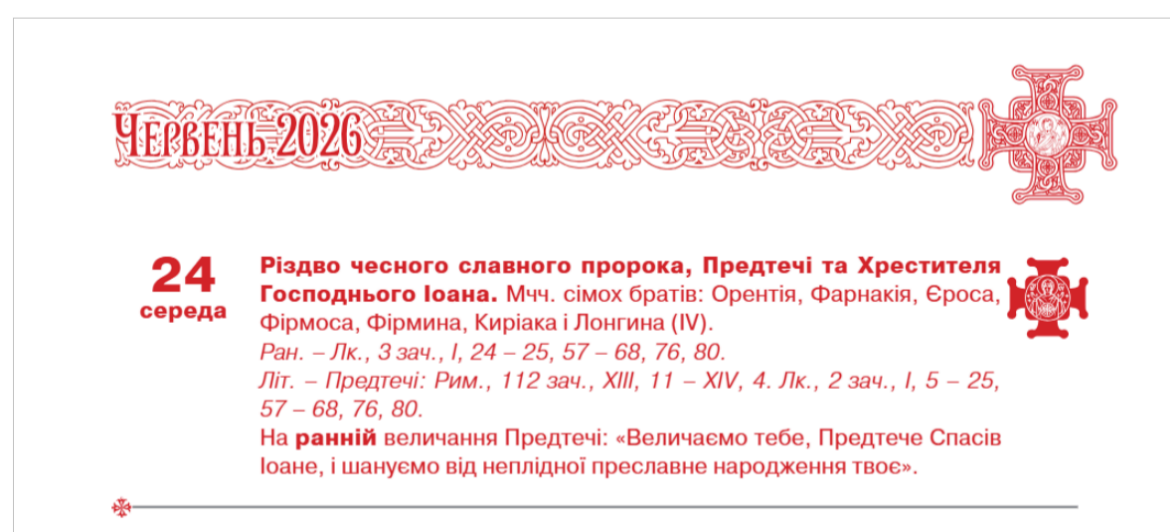 Червень 2026
24
середа
Різдво чесного славного пророка, Предтечі та Хрестителя
Господнього Іоана. Мчч. сімох братів: Орентія, Фарнакія, Єроса,
Фірмоса, Фірмина, Киріака і Лонгина (IV).
Ран. – Лк., 3 зач., I, 24 – 25, 57 – 68, 76, 80.
Літ. – Предтечі: Рим., 112 зач., XIII, 11 – XIV, 4. Лк., 2 зач., I, 5 – 25,
57 – 68, 76, 80.
На ранній величання Предтечі: «Величаємо тебе, Предтече Спасів
Іоане, і шануємо від неплідної преславне народження твоє».